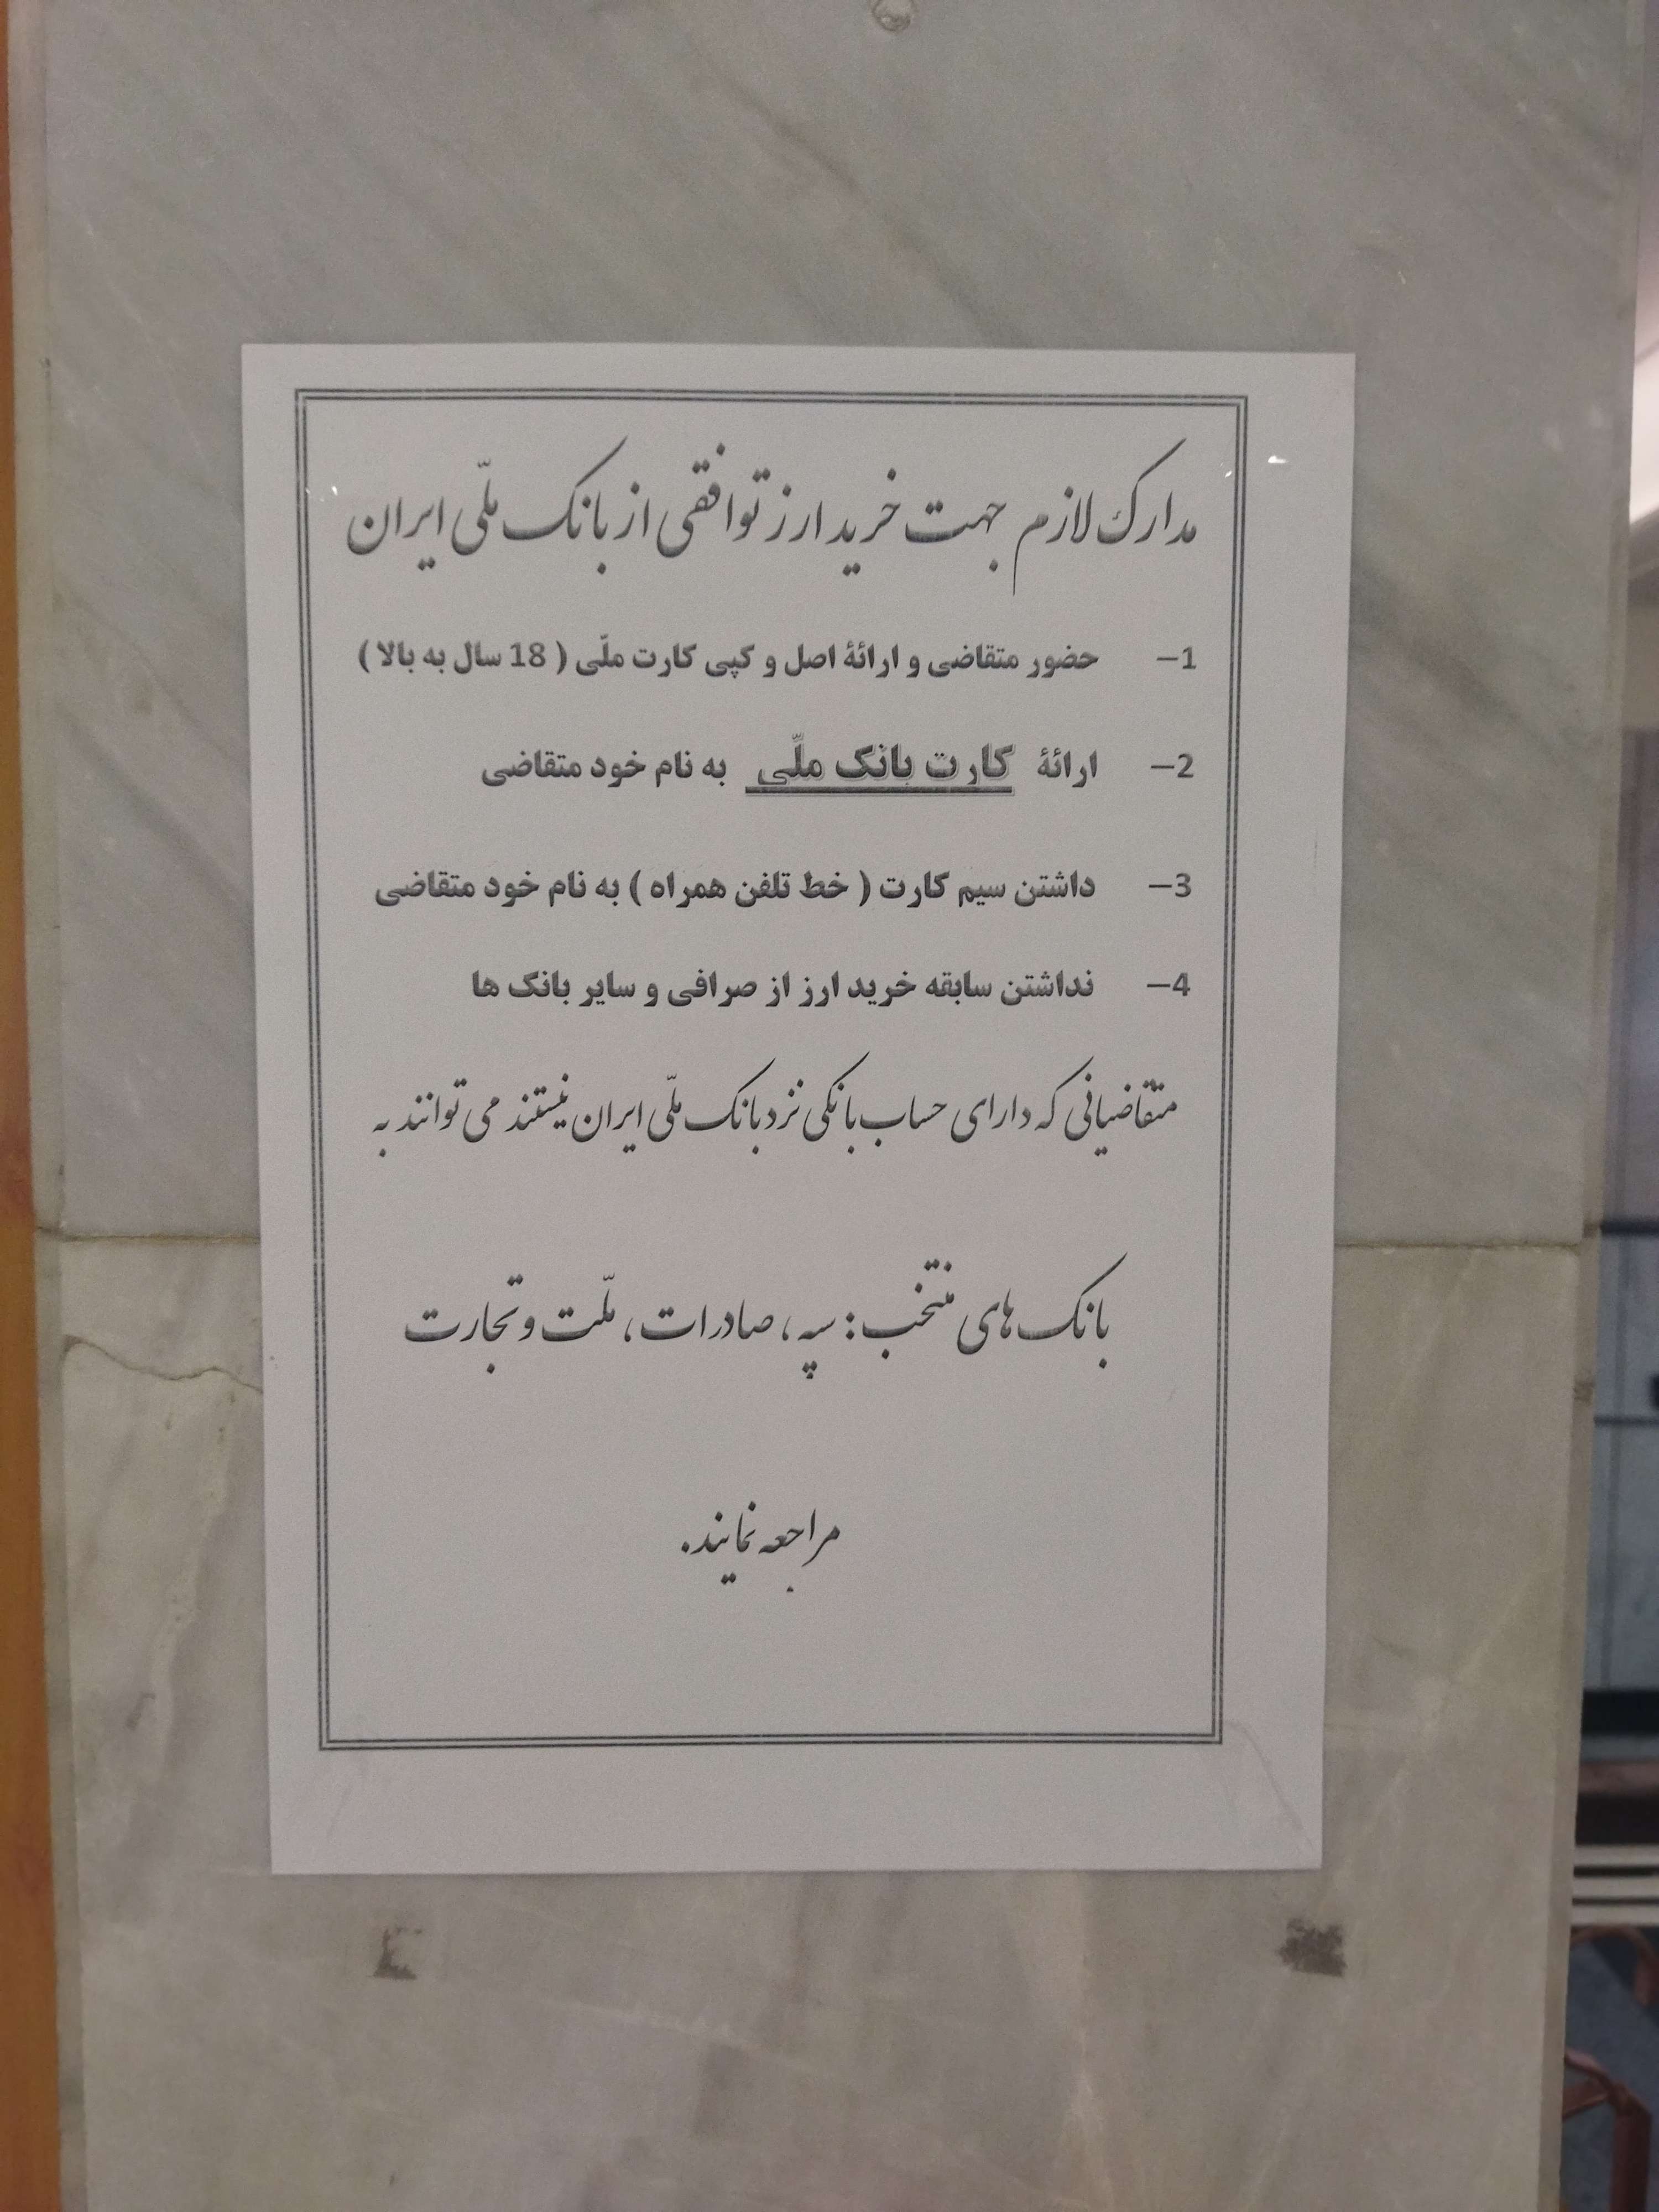 مدارک لازم جهت خرید ارز توافقی از بانک ملّی ایران
1– حضور متقاضی و ارائۀ اصل و کپی کارت ملّی ( 18 سال به بالا )
2– ارائۀ کارت بانک ملّی به نام خود متقاضی
3– داشتن سیم کارت ( خط تلفن همراه ) به نام خود متقاضی
4– نداشتن سابقه خرید ارز از صرافی و سایر بانک ها
متقاضیانی که دارای حساب بانکی نزد بانک ملّی ایران نیستند می توانند به
بانک های منتخب : سپه ، صادرات ، ملّت و تجارت
مراجعه نمایند.